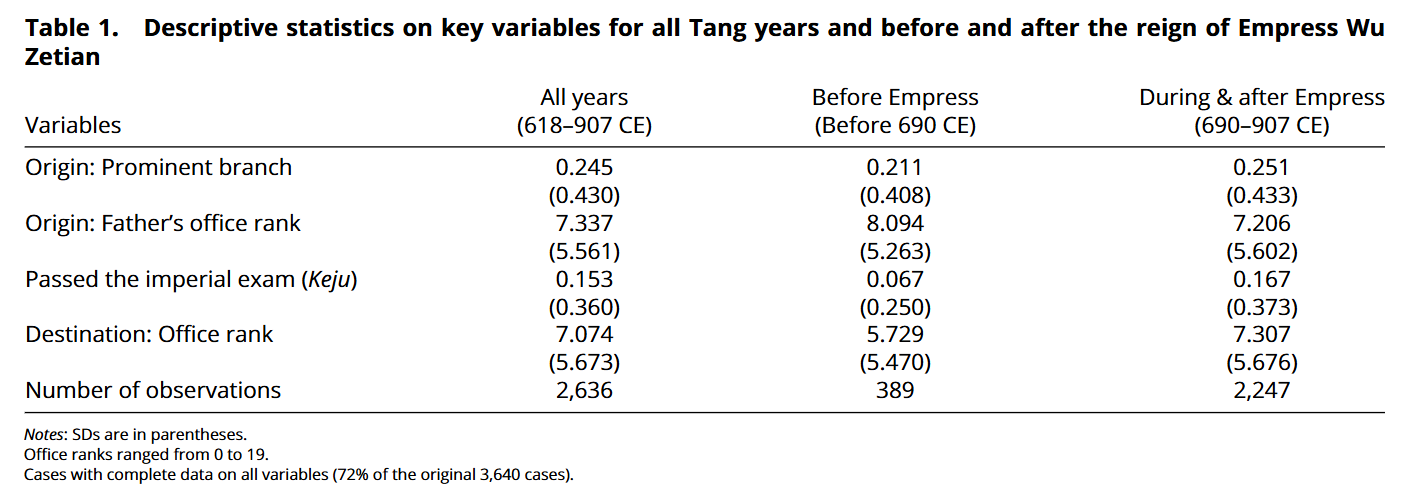 Table 1. Descriptive statistics on key variables for all Tang years and before and after the reign of Empress Wu
Zetian
All years Before Empress During & after Empress
Variables (618–907 CE) (Before 690 CE) (690–907 CE)
Origin: Prominent branch 0.245 0.211 0.251
(0.430) (0.408) (0.433)
Origin: Father’s office rank 7.337 8.094 7.206
(5.561) (5.263) (5.602)
Passed the imperial exam (Keju) 0.153 0.067 0.167
(0.360) (0.250) (0.373)
Destination: Office rank 7.074 5.729 7.307
(5.673) (5.470) (5.676)
Number of observations 2,636 389 2,247
Notes: SDs are in parentheses.
Office ranks ranged from 0 to 19.
Cases with complete data on all variables (72% of the original 3,640 cases).